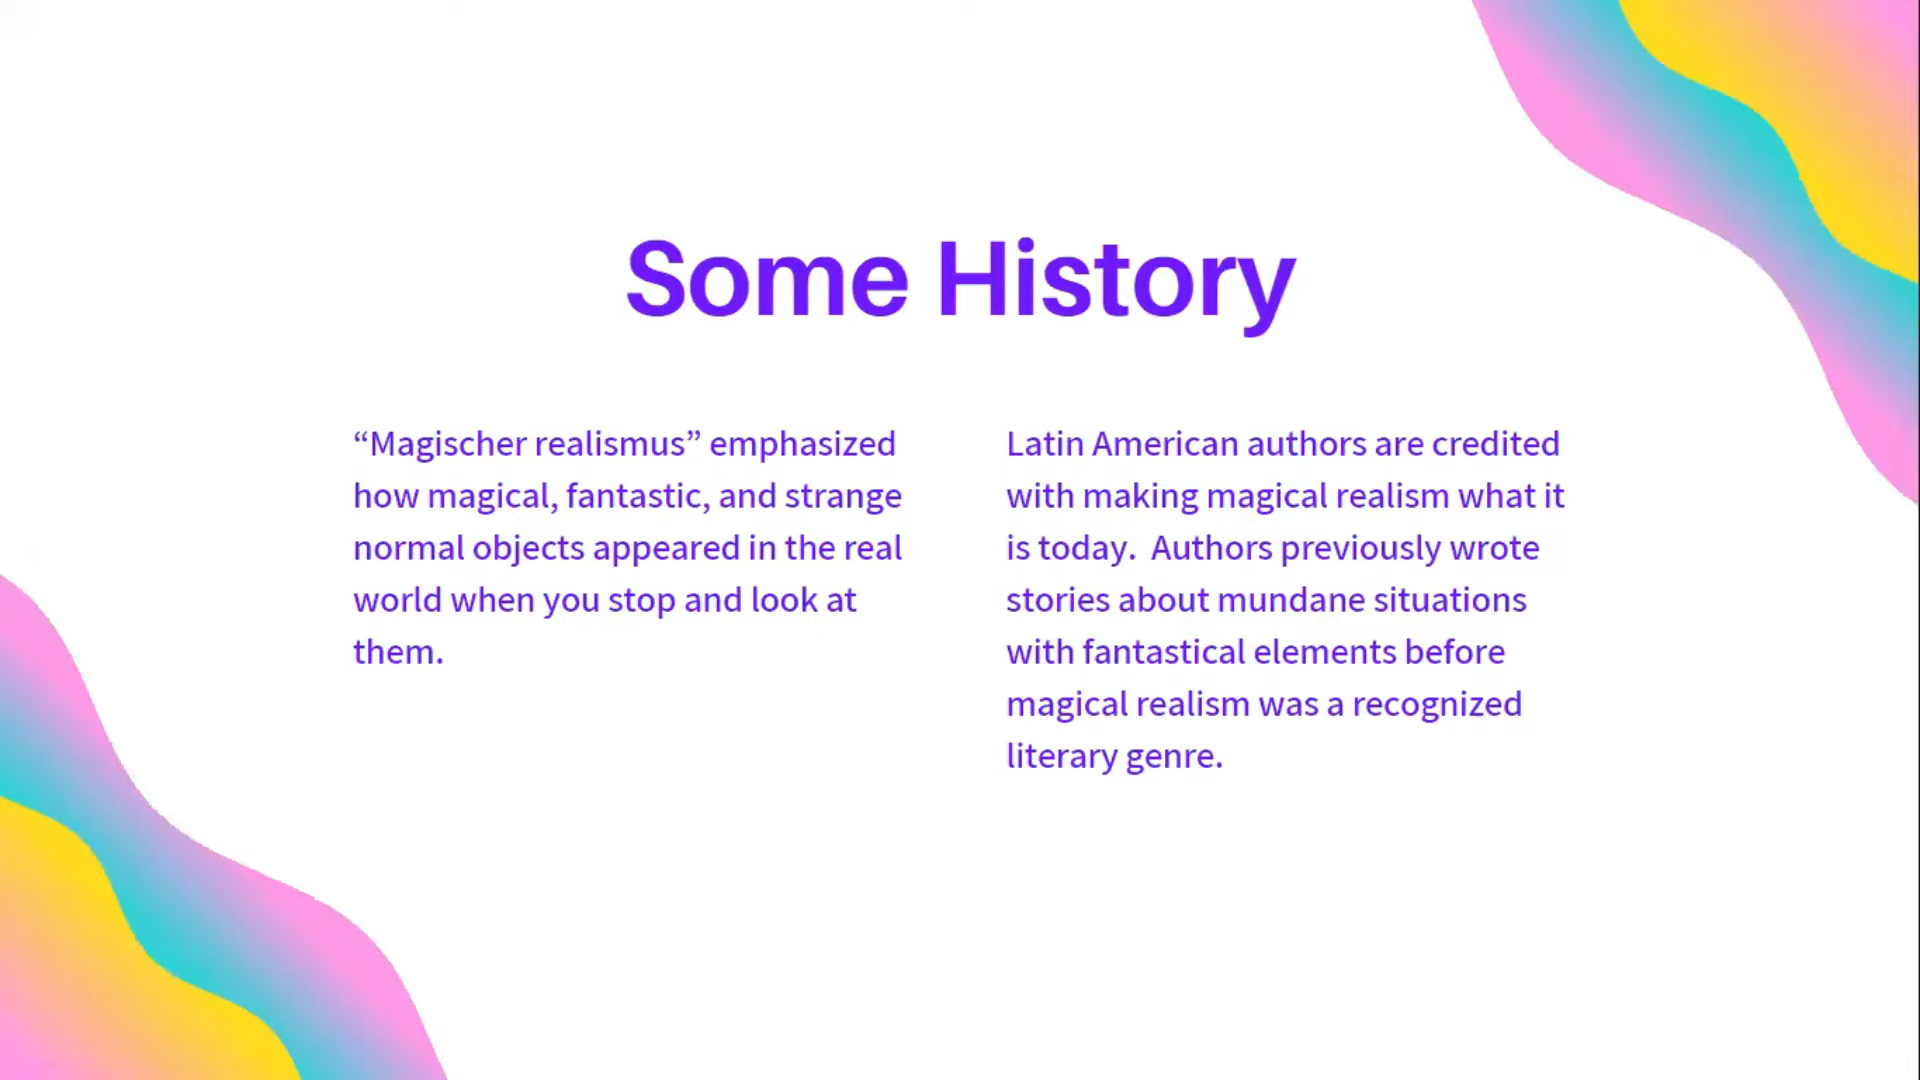 Some History
“Magischer realismus” emphasized
how magical, fantastic, and strange
normal objects appeared in the real
world when you stop and look at
them.
Latin American authors are credited
with making magical realism what it
is today.  Authors previously wrote
stories about mundane situations
with fantastical elements before
magical realism was a recognized
literary genre.